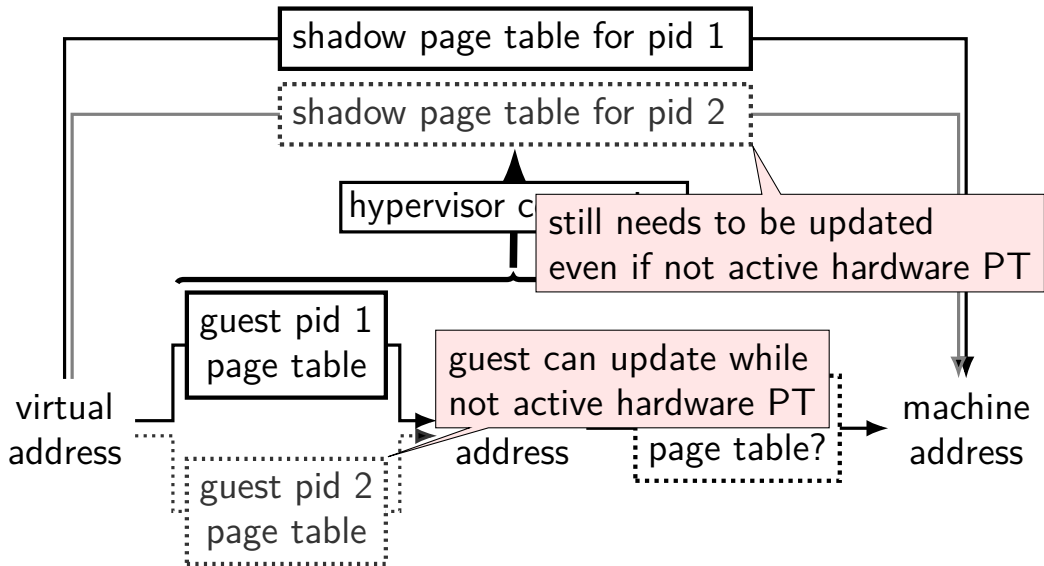 shadow page table for pid 1
shadow page table for pid 2
hypervisor
still needs to be updated
even if not active hardware PT
guest pid 1
page table
guest can update while
not active hardware PT
virtual
address
address
page table?
machine
address
guest pid 2
page table